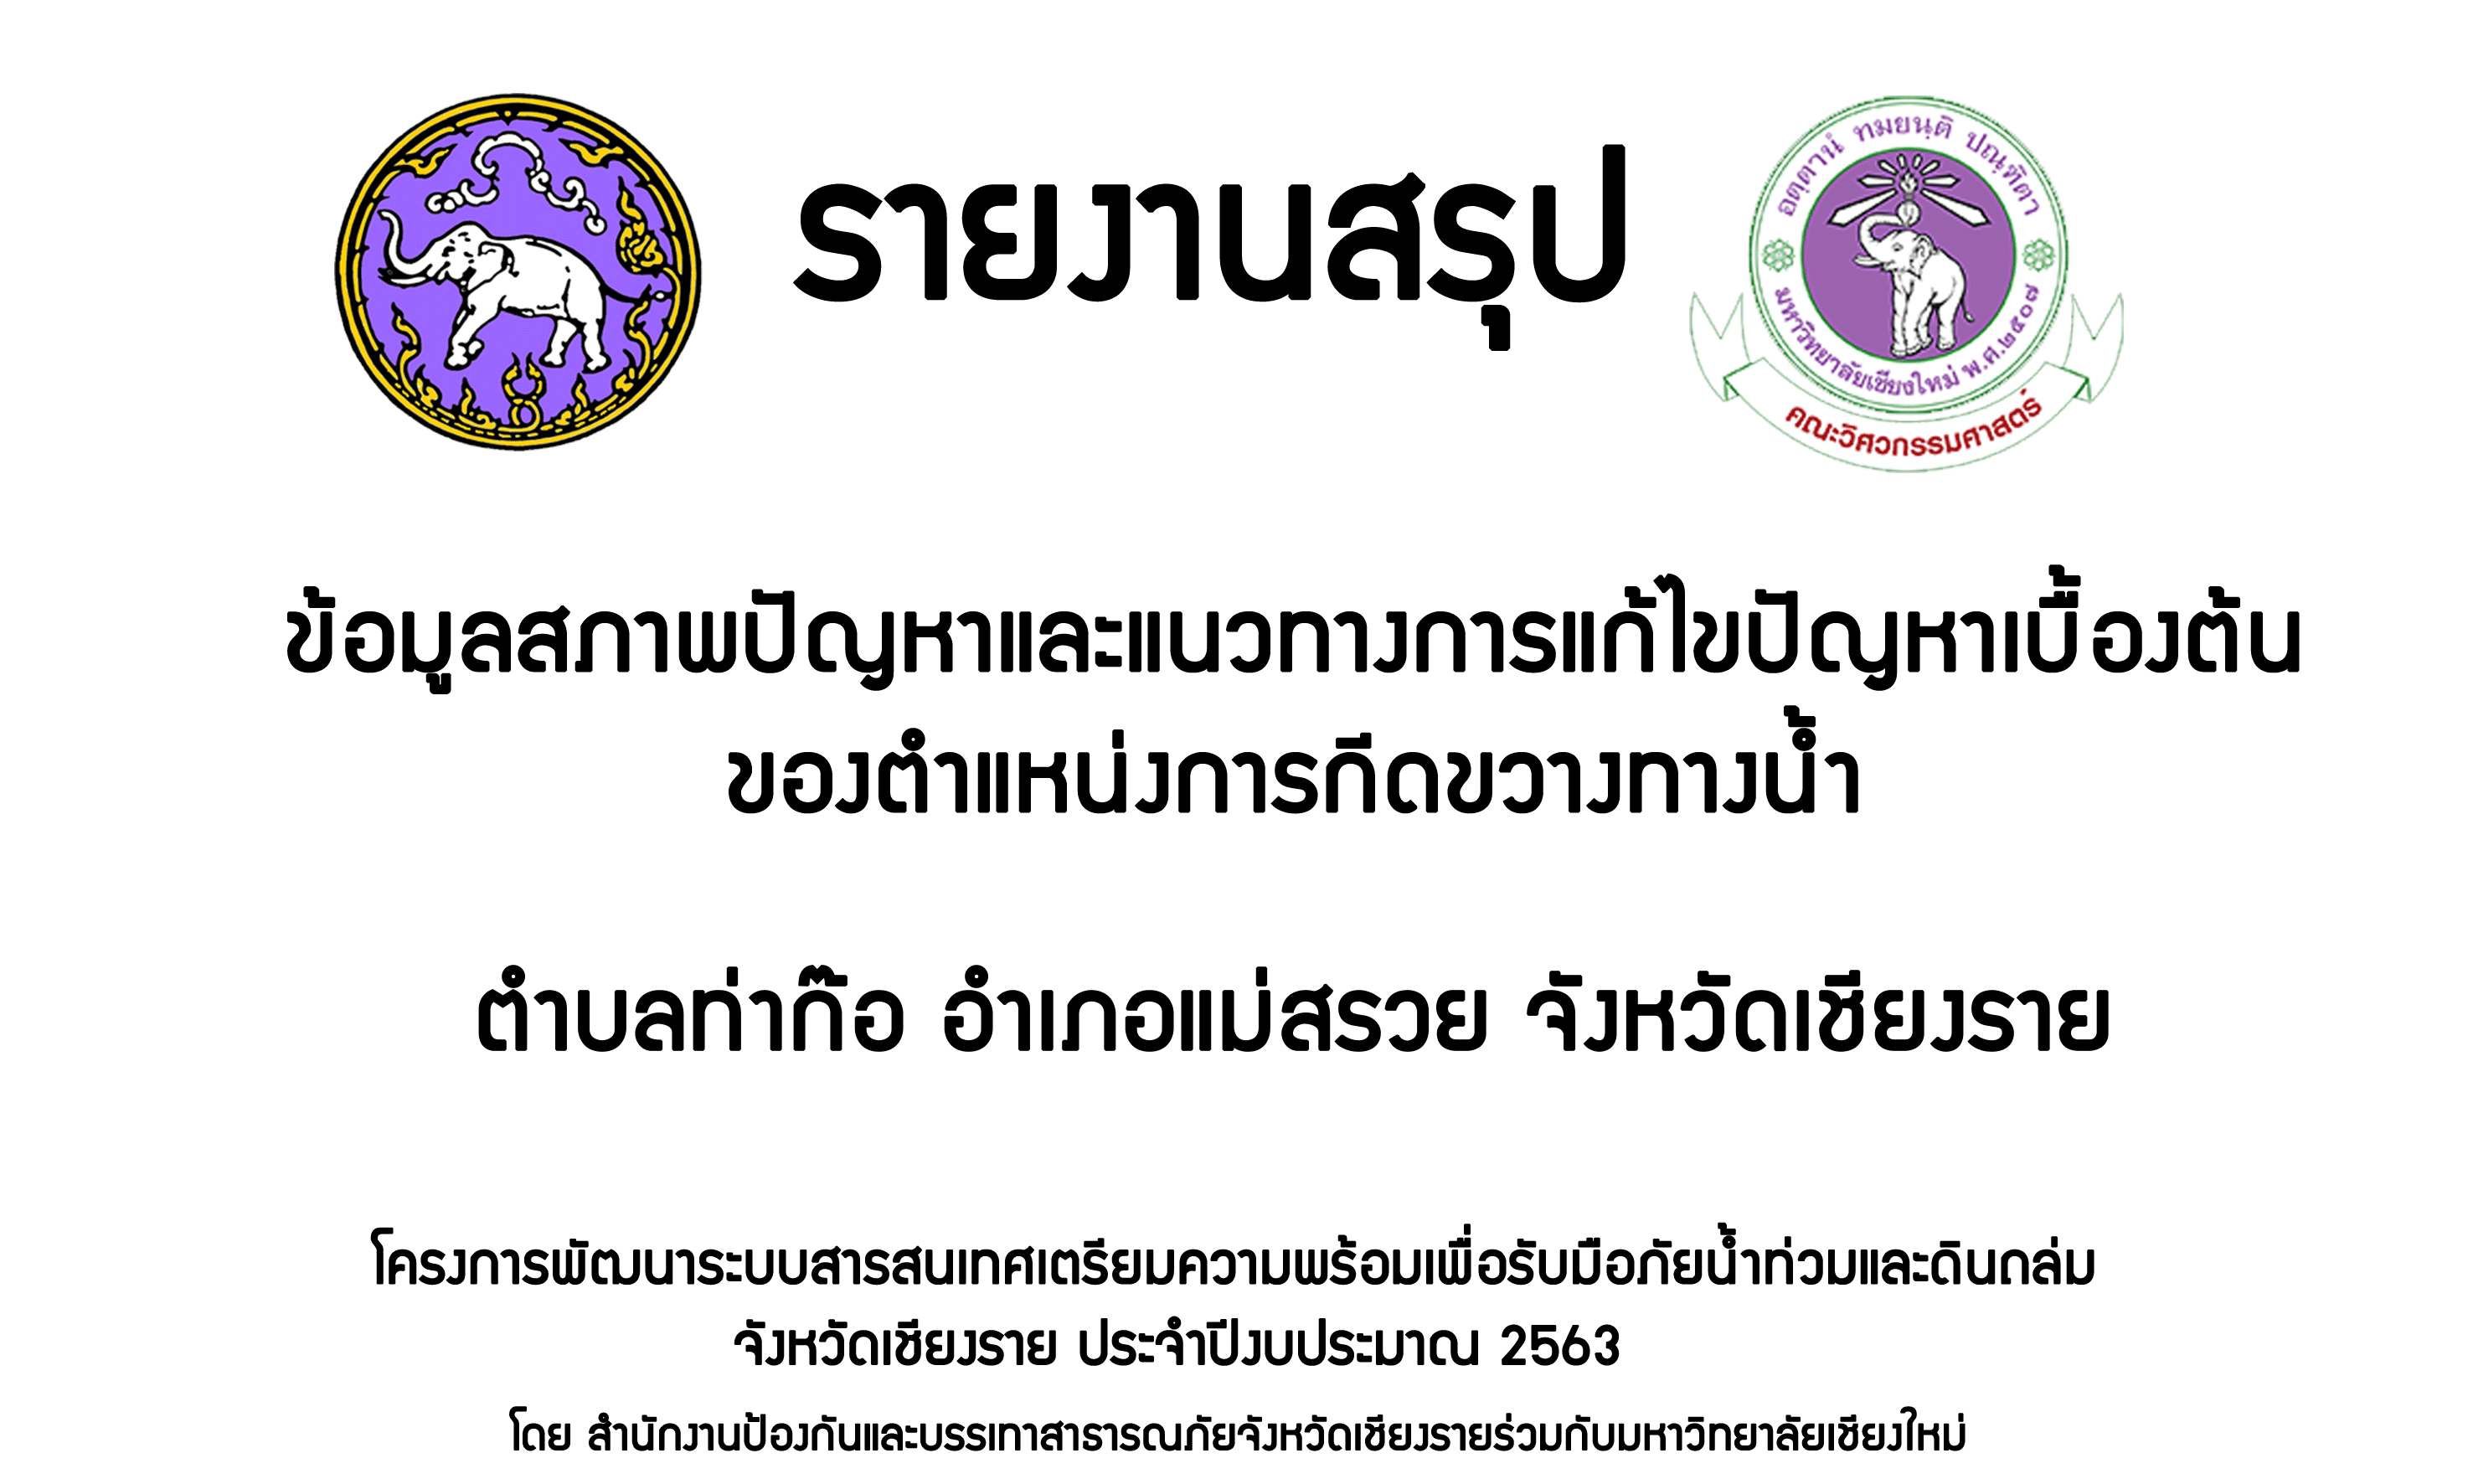 รายงานสรุป
อตฺตานํ ทมยนฺติ ปณฺฑิตา
มหาวิทยาลัยเชียงใหม่ พ.ศ.๒๕๐๗
คณะวิศวกรรมศาสตร์
ข้อมูลสภาพปัญหาและแนวทางการแก้ไขปัญหาเบื้องต้น
ของตำแหน่งการกีดขวางทางน้ำ
ตำบลท่าก๊อ อำเภอแม่สรวย จังหวัดเชียงราย
โครงการพัฒนาระบบสารสนเทศเตรียมความพร้อมเพื่อรับมือภัยน้ำท่วมและดินถล่ม
จังหวัดเชียงราย ประจำปีงบประมาณ 2563
โดย สำนักงานป้องกันและบรรเทาสาธารณภัยจังหวัดเชียงรายร่วมกับมหาวิทยาลัยเชียงใหม่